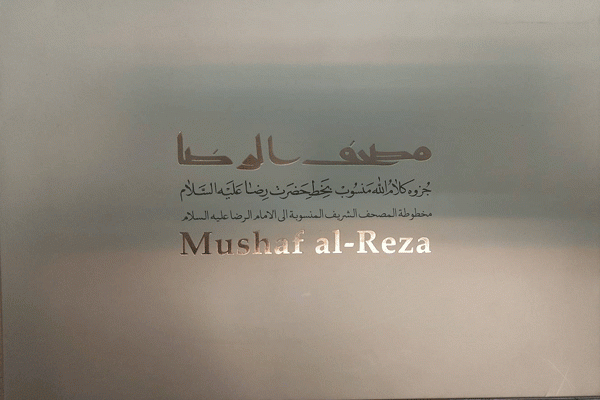 مصحف الرضا
جزوه کلام الله منسوب بخط حضرت رضا علیه السلام
مخطوطة المصحف الشريف المنسوبة الى الامام الرضا عليه السلام
Mushaf al-Reza